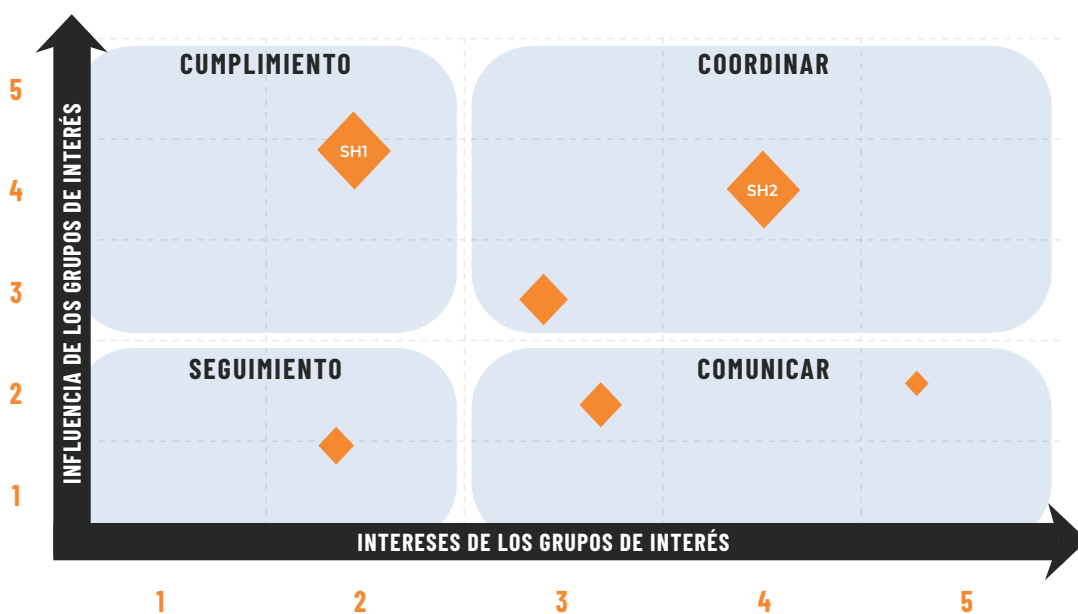 CUMPLIMIENTO
COORDINAR
5
SH1
4
SH2
INFLUENCIA DE LOS GRUPOS DE INTERÉS
3
SEGUIMIENTO
COMUNICAR
2
1
INTERESES DE LOS GRUPOS DE INTERÉS
1 2 3 4 5